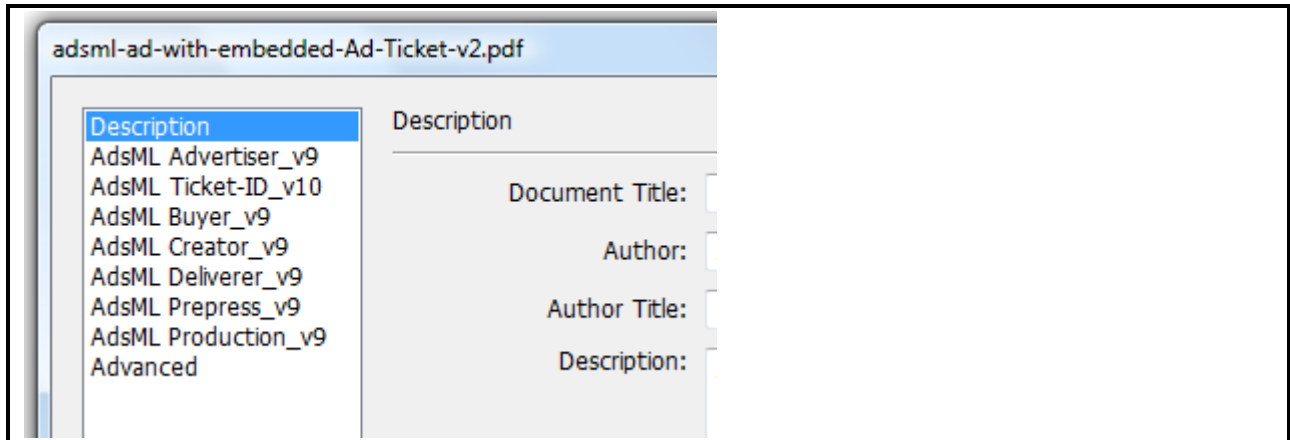 adsml-ad-with-embedded-Ad-Ticket-v2.pdf
Description
AdsML Advertiser_v9
AdsML Ticket-ID_v10
AdsML Buyer_v9
AdsML Creator_v9
AdsML Deliverer_v9
AdsML Prepress_v9
AdsML Production_v9
Advanced
Description
Document Title:
Author:
Author Title:
Description: